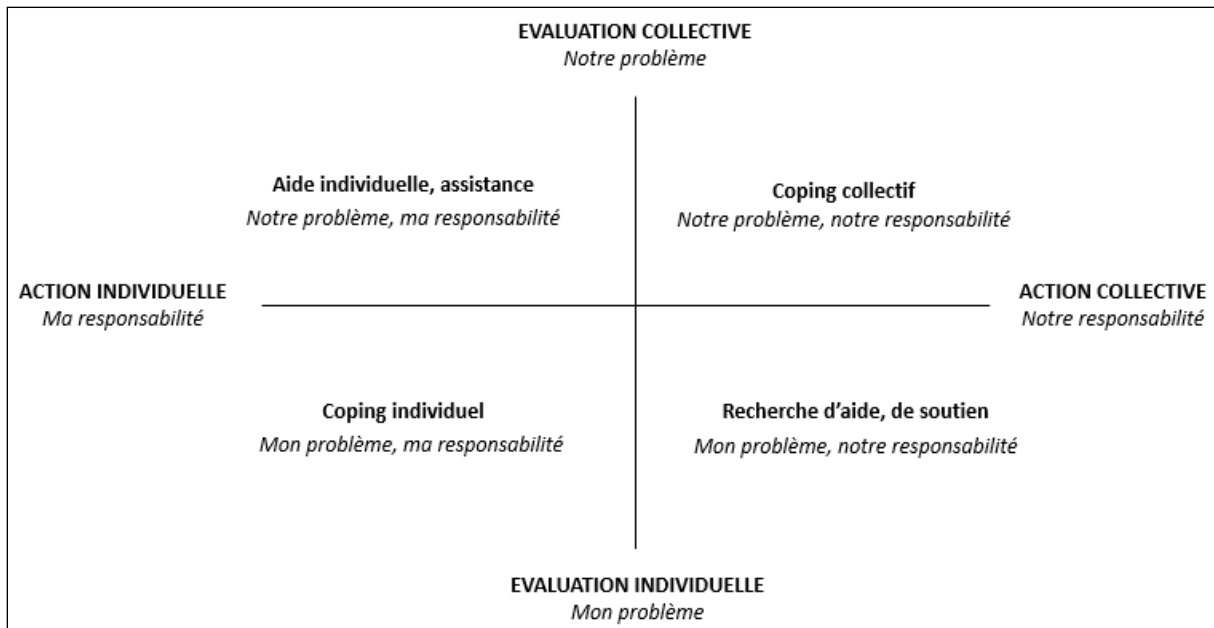 EVALUATION COLLECTIVE
Notre problème
Aide individuelle, assistance
Notre problème, ma responsabilité
Coping collectif
Notre problème, notre responsabilité
ACTION INDIVIDUELLE
Ma responsabilité
ACTION COLLECTIVE
Notre responsabilité
Coping individuel
Mon problème, ma responsabilité
Recherche d’aide, de soutien
Mon problème, notre responsabilité
EVALUATION INDIVIDUELLE
Mon problème